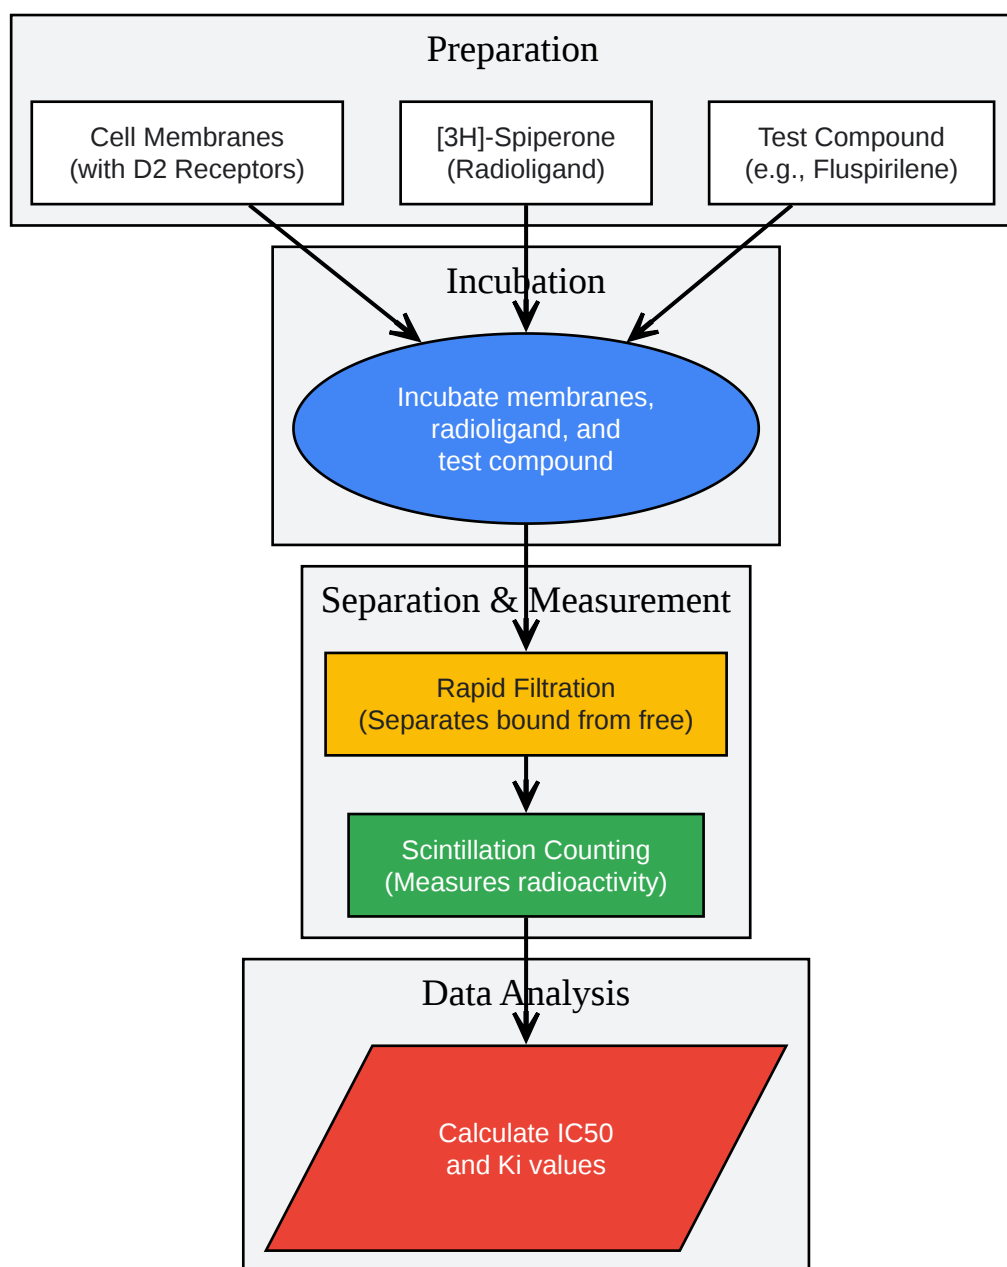 Preparation
Cell Membranes
(with D2 Receptors)
[3H]-Spiperone
(Radioligand)
Test Compound
(e.g., Fluspirilene)
Incubation
Incubate membranes,
radioligand, and
test compound
Separation & Measurement
Rapid Filtration
(Separates bound from free)
Scintillation Counting
(Measures radioactivity)
Data Analysis
Calculate IC50
and Ki values